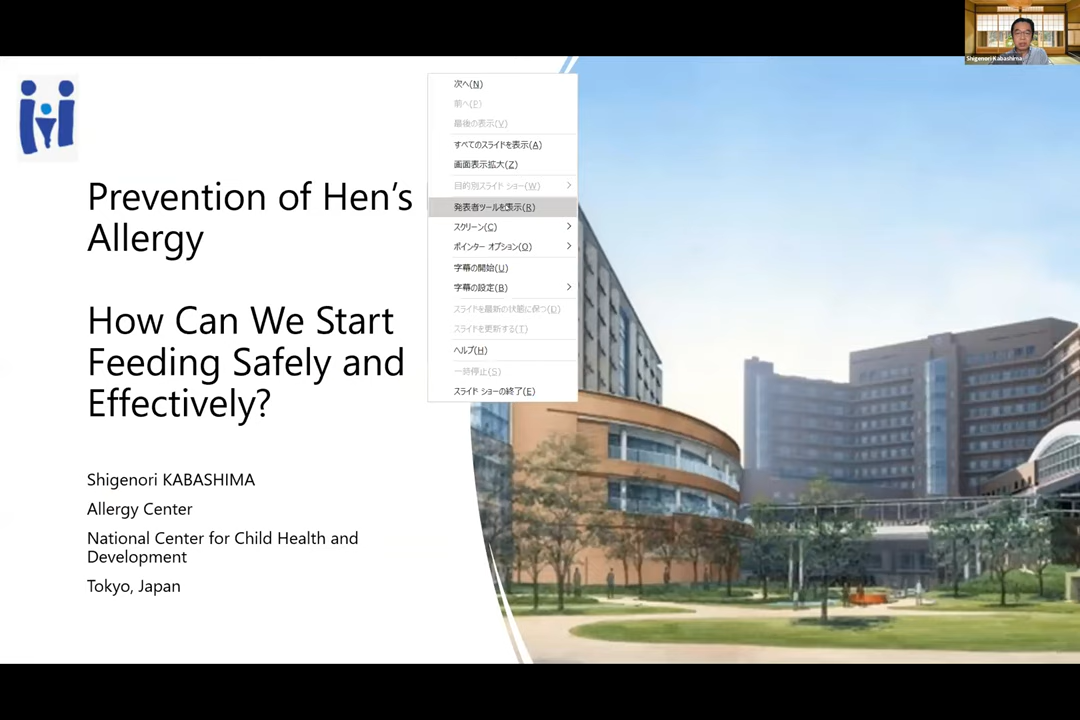 Shigenori Kabashima
Prevention of Hen's
Allergy
How Can We Start
Feeding Safely and
Effectively?
Shigenori KABASHIMA
Allergy Center
National Center for Child Health and
Development
Tokyo, Japan
次へ(N)
前へ(P)
最後の表示(V)
すべてのスライドを表示(A)
画面表示拡大(Z)
目的別スライド ショー(W)
発表者ツールを表示(R)
スクリーン(C)
ポインター オプション(O)
字幕の開始(U)
字幕の設定(B)
スライドを最新の状態に保つ(D)
スライドを更新する(T)
ヘルプ(H)
一時停止(S)
スライド ショーの終了(E)